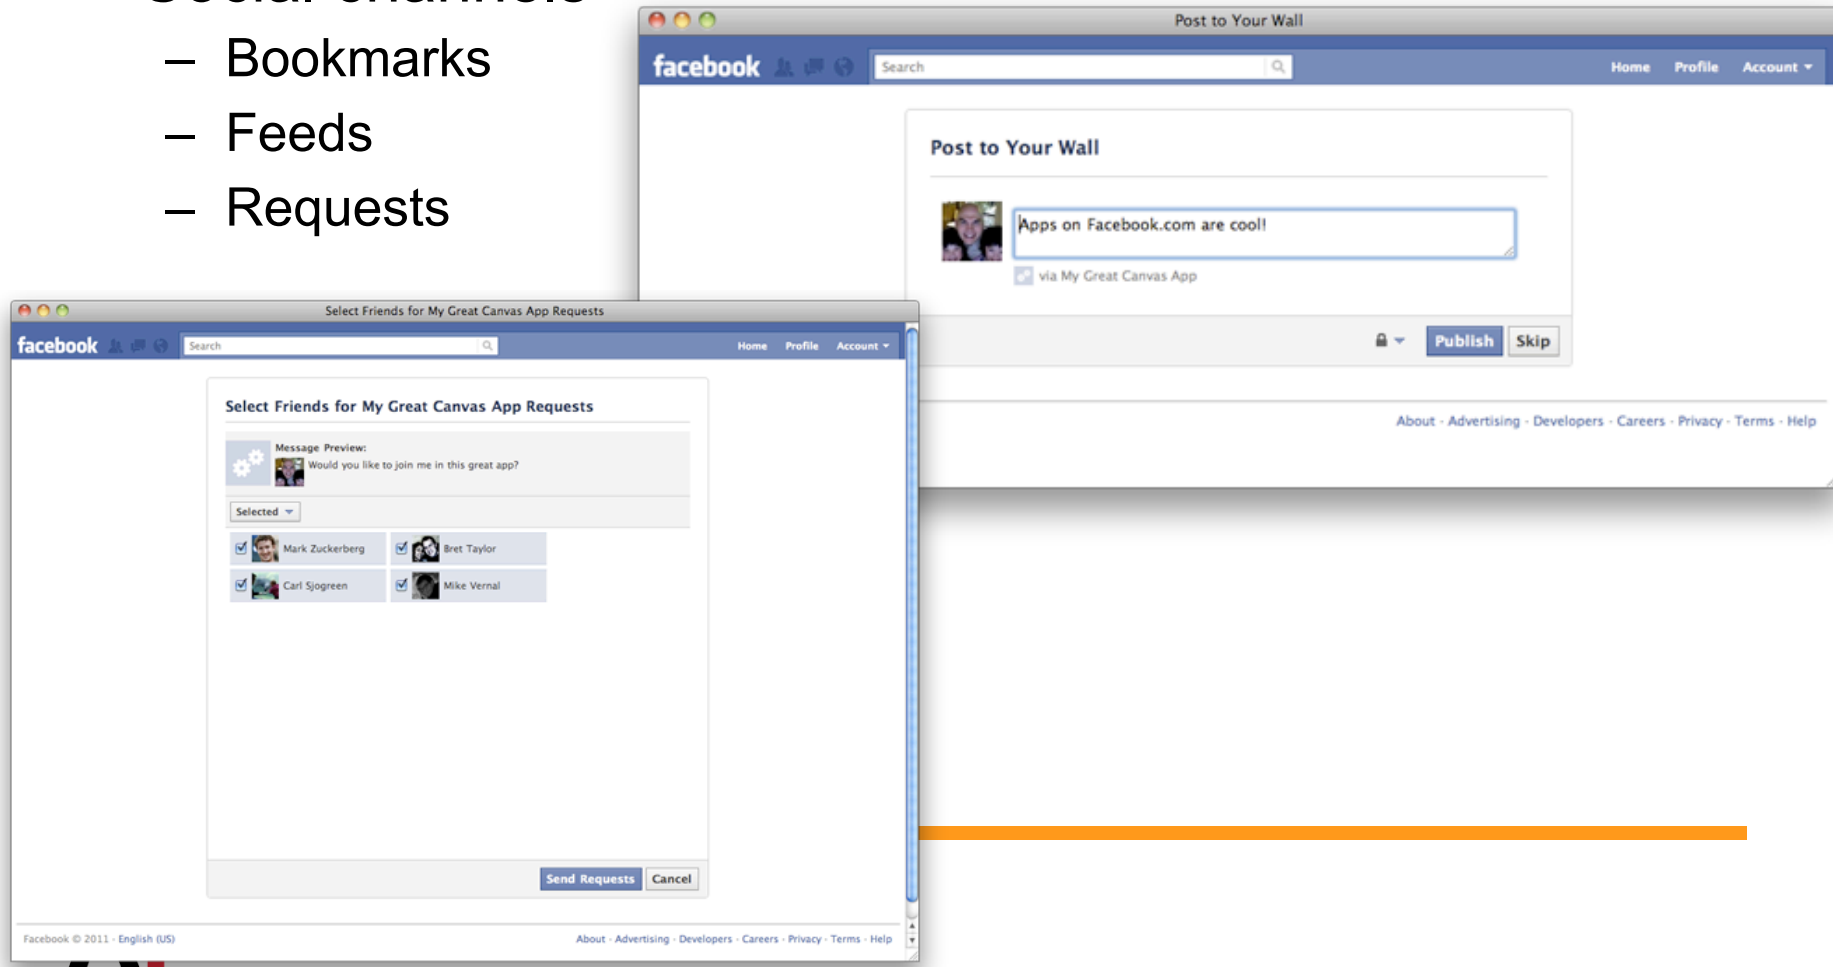 Social channels
– Bookmarks
– Feeds
– Requests
Post to Your Wall
facebook
Search
Home Profile Account
Post to Your Wall
Apps on Facebook.com are cool!
via My Great Canvas App
Publish Skip
About · Advertising · Developers · Careers · Privacy · Terms · Help
Select Friends for My Great Canvas App Requests
facebook
Search
Home Profile Account
Select Friends for My Great Canvas App Requests
Message Preview:
Would you like to join me in this great app?
Selected
Mark Zuckerberg Bret Taylor
Carl Sjogreen Mike Vernal
Send Requests Cancel
Facebook © 2011 · English (US)
About · Advertising · Developers · Careers · Privacy · Terms · Help